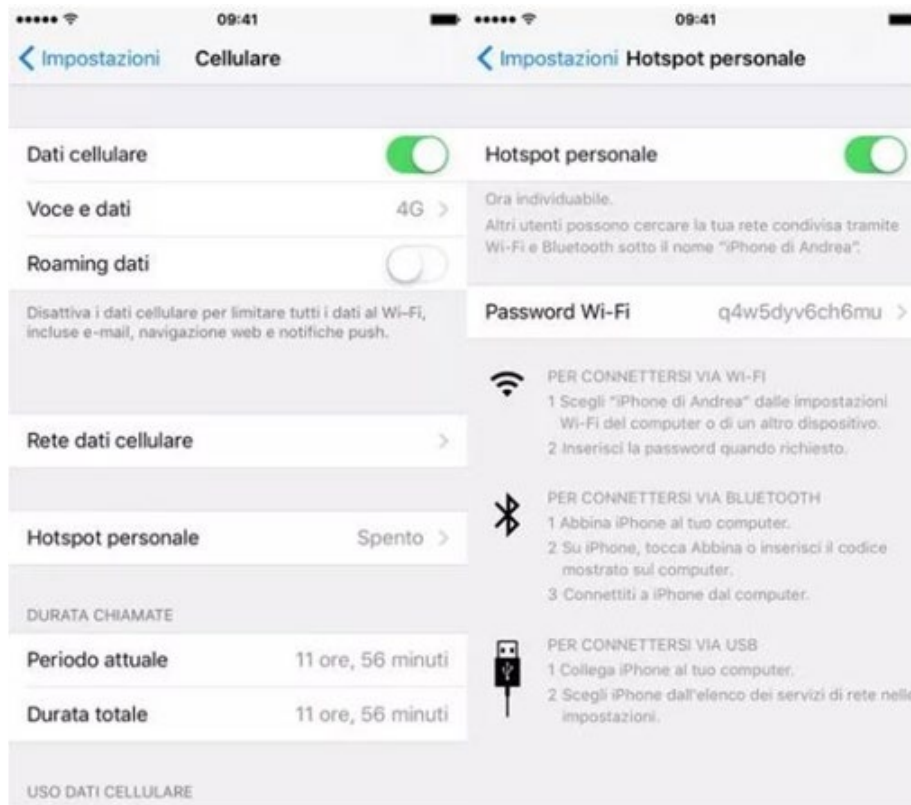 09:41
Impostazioni Cellulare
Dati cellulare
Voce e dati 4G
Roaming dati
Disattiva i dati cellulare per limitare tutti i dati al Wi-Fi,
incluse e-mail, navigazione web e notifiche push.
Rete dati cellulare
Hotspot personale Spento
DURATA CHIAMATE
Periodo attuale 11 ore, 56 minuti
Durata totale 11 ore, 56 minuti
USO DATI CELLULARE
09:41
Impostazioni Hotspot personale
Hotspot personale
Ora individuabile.
Altri utenti possono cercare la tua rete condivisa tramite
Wi-Fi e Bluetooth sotto il nome "iPhone di Andrea".
Password Wi-Fi q4w5dyv6ch6mu
PER CONNETTERSI VIA WI-FI
1 Scegli "iPhone di Andrea" dalle impostazioni
Wi-Fi del computer o di un altro dispositivo.
2 Inserisci la password quando richiesto.
PER CONNETTERSI VIA BLUETOOTH
1 Abbina iPhone al tuo computer.
2 Su iPhone, tocca Abbina o inserisci il codice
mostrato sul computer.
3 Connettiti a iPhone dal computer.
PER CONNETTERSI VIA USB
1 Collega iPhone al tuo computer.
2 Scegli iPhone dall'elenco dei servizi di rete nelle
impostazioni.